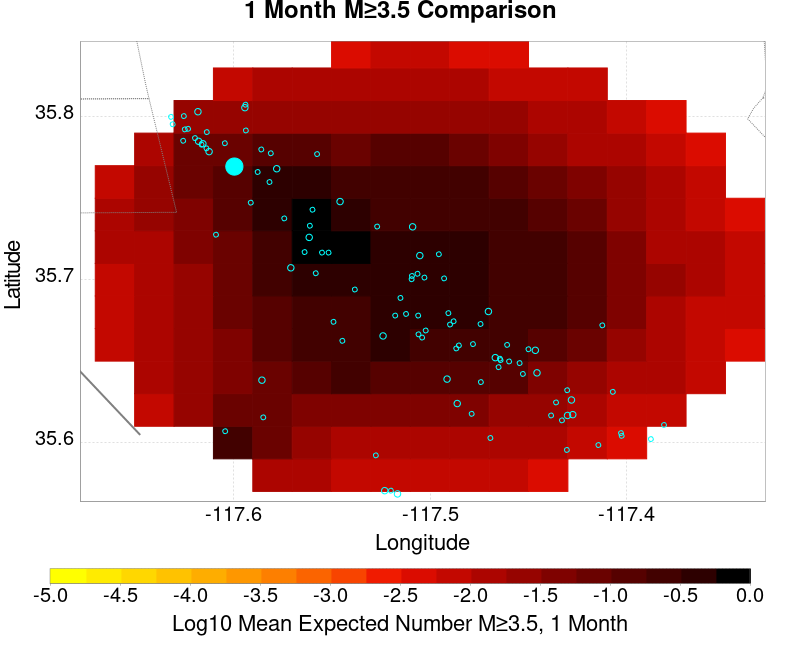 1 Month M≥3.5 Comparison
35.8
35.7
35.6
Latitude
-117.6 -117.5 -117.4
Longitude
-5.0 -4.5 -4.0 -3.5 -3.0 -2.5 -2.0 -1.5 -1.0 -0.5 0.0
Log10 Mean Expected Number M≥3.5, 1 Month